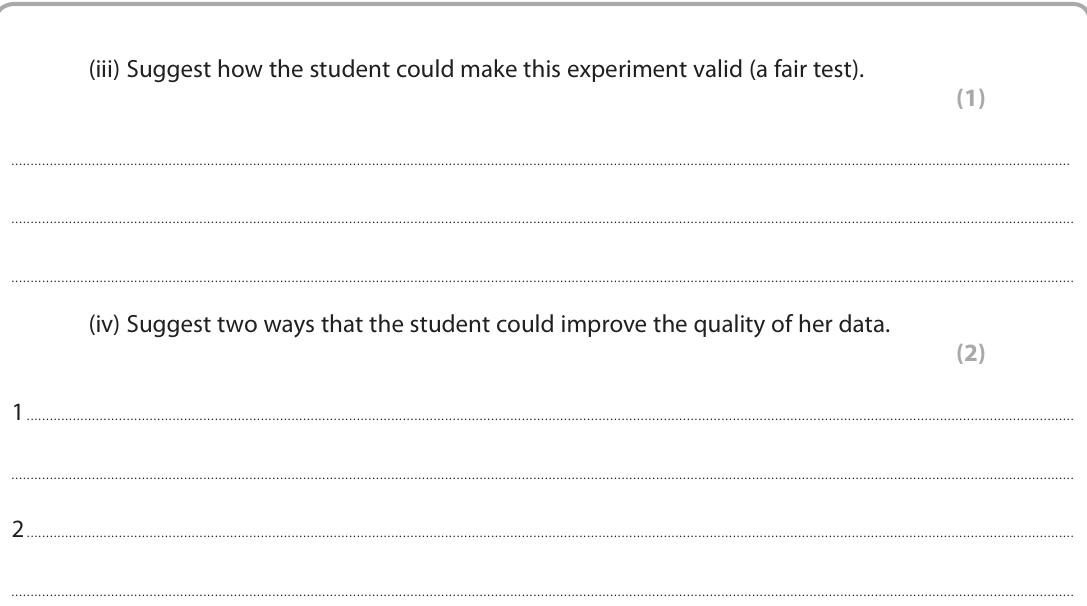 (iii) Suggest how the student could make this experiment valid (a fair test).
(1)
(iv) Suggest two ways that the student could improve the quality of her data.
(2)
1
2